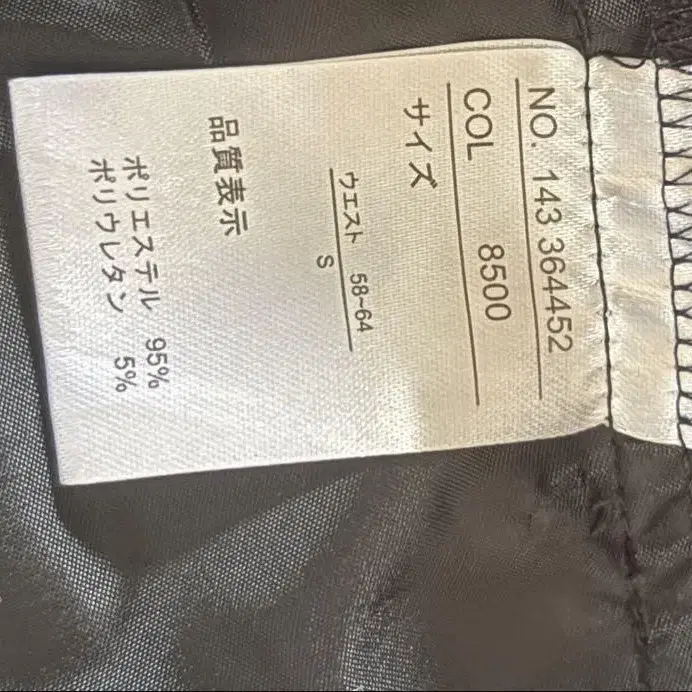 NO. 143 364452
COL 8500
サイズ
ウエスト 58~64
S
品質表示
ポリエステル 95%
ポリウレタン 5%